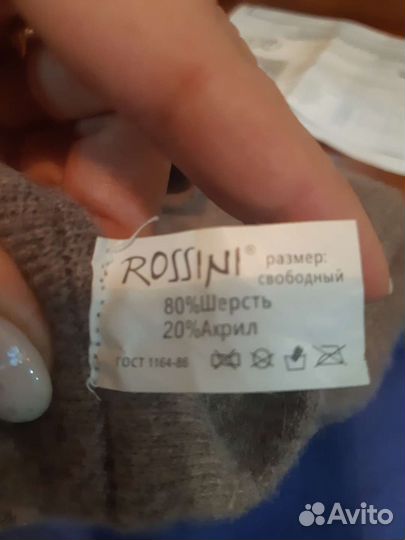 ROSSINI®
размер:
свободный
80%Шерсть
20%Акрил
ГОСТ 1164-86
Avito